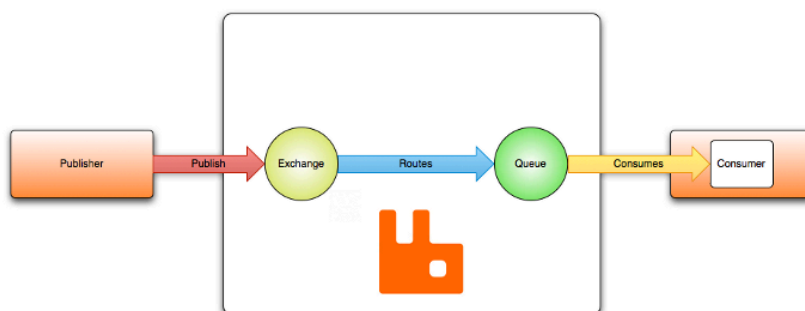 Publisher
Publish
Exchange
Routes
Queue
Consumes
Consumer